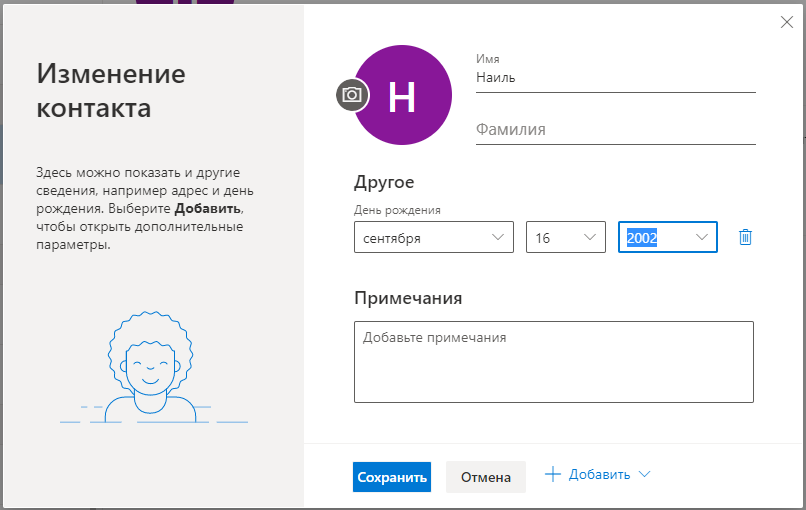 Изменение
контакта
Здесь можно показать и другие
сведения, например адрес и день
рождения. Выберите Добавить,
чтобы открыть дополнительные
параметры.
Н
Имя
Наиль
Фамилия
Другое
День рождения
сентября 16 2002
Примечания
Добавьте примечания
Сохранить Отмена Добавить